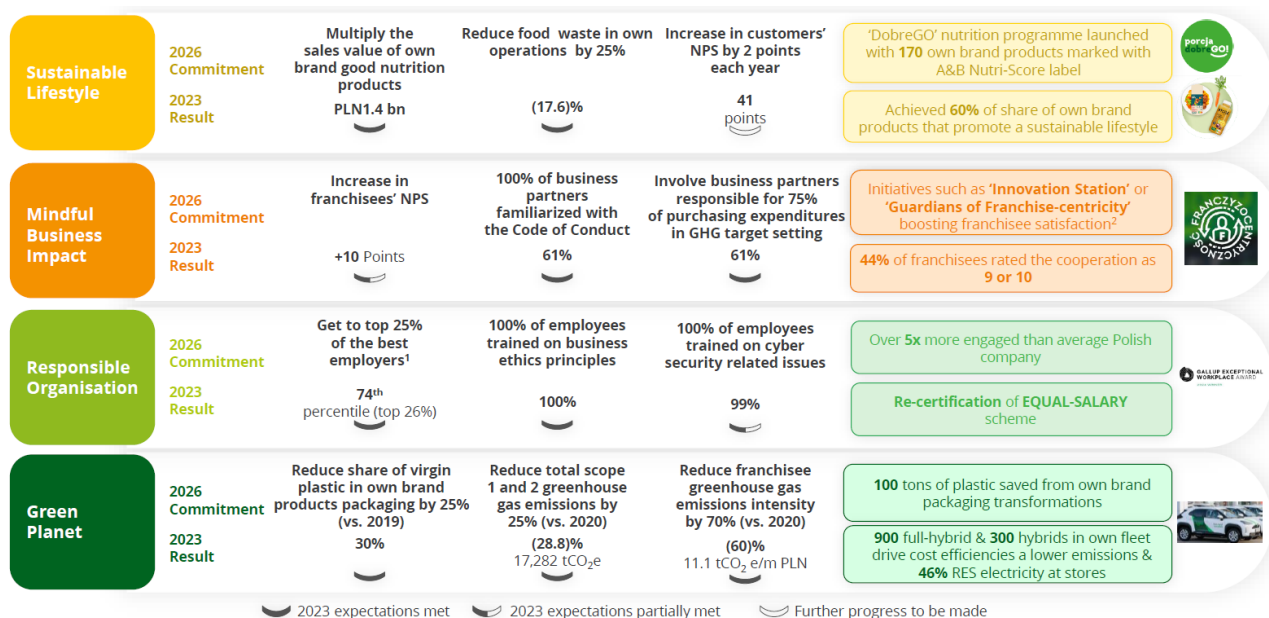 Sustainable
Lifestyle
2026
Commitment
2023
Result
Multiply the
sales value of own
brand good nutrition
products
PLN1.4 bn
Reduce food waste in own
operations by 25%
(17.6)%
Increase in customers'
NPS by 2 points
each year
41
points
'DobreGO' nutrition programme launched
with 170 own brand products marked with
A&B Nutri-Score label
Achieved 60% of share of own brand
products that promote a sustainable lifestyle
porcja
dobreGO!
Mindful
Business
Impact
2026
Commitment
2023
Result
Increase in
franchisees' NPS
+10 Points
100% of business
partners
familiarized with
the Code of Conduct
61%
Involve business partners
responsible for 75%
of purchasing expenditures
in GHG target setting
61%
Initiatives such as 'Innovation Station' or
'Guardians of Franchise-centricity'
boosting franchisee satisfaction²
44% of franchisees rated the cooperation as
9 or 10
FRANCZYZOCENTRYCZNOŚĆ
F
Responsible
Organisation
2026
Commitment
2023
Result
Get to top 25%
of the best
employers¹
74th
percentile (top 26%)
100% of employees
trained on business
ethics principles
100%
100% of employees
trained on cyber
security related issues
99%
Over 5x more engaged than average Polish
company
Re-certification of EQUAL-SALARY
scheme
GALLUP EXCEPTIONAL
WORKPLACE AWARD
Green
Planet
2026
Commitment
2023
Result
Reduce share of virgin
plastic in own brand
products packaging by 25%
(vs. 2019)
30%
Reduce total scope
1 and 2 greenhouse
gas emissions by
25% (vs. 2020)
(28.8)%
17,282 tCO₂e
Reduce franchisee
greenhouse gas
emissions intensity
by 70% (vs. 2020)
(60)%
11.1 tCO₂ e/m PLN
100 tons of plastic saved from own brand
packaging transformations
900 full-hybrid & 300 hybrids in own fleet
drive cost efficiencies a lower emissions &
46% RES electricity at stores
2023 expectations met
2023 expectations partially met
Further progress to be made